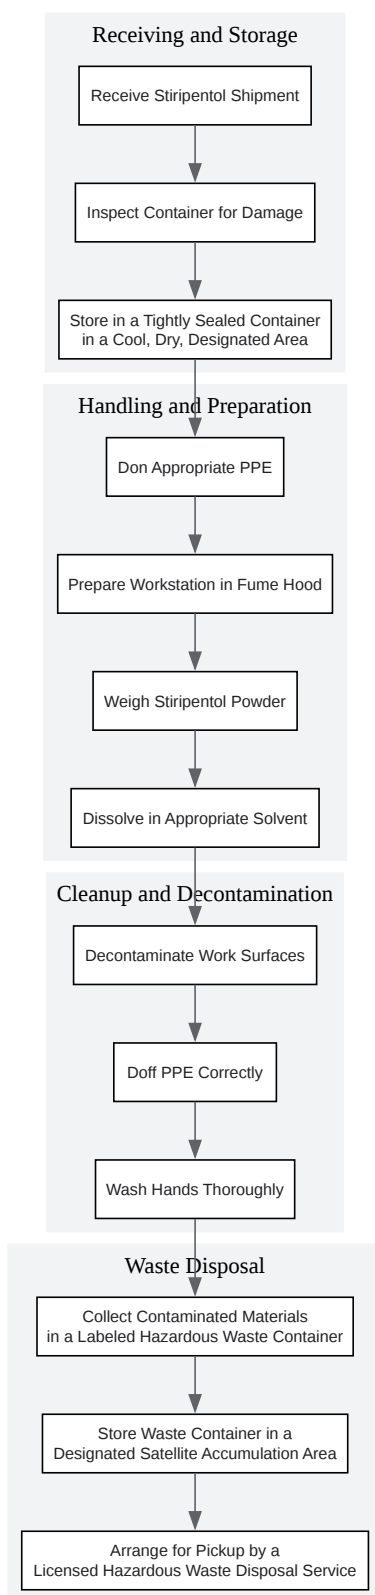 Receiving and Storage
Receive Stiripentol Shipment
Inspect Container for Damage
Store in a Tightly Sealed Container
in a Cool, Dry, Designated Area
Handling and Preparation
Don Appropriate PPE
Prepare Workstation in Fume Hood
Weigh Stiripentol Powder
Dissolve in Appropriate Solvent
Cleanup and Decontamination
Decontaminate Work Surfaces
Doff PPE Correctly
Wash Hands Thoroughly
Waste Disposal
Collect Contaminated Materials
in a Labeled Hazardous Waste Container
Store Waste Container in a
Designated Satellite Accumulation Area
Arrange for Pickup by a
Licensed Hazardous Waste Disposal Service